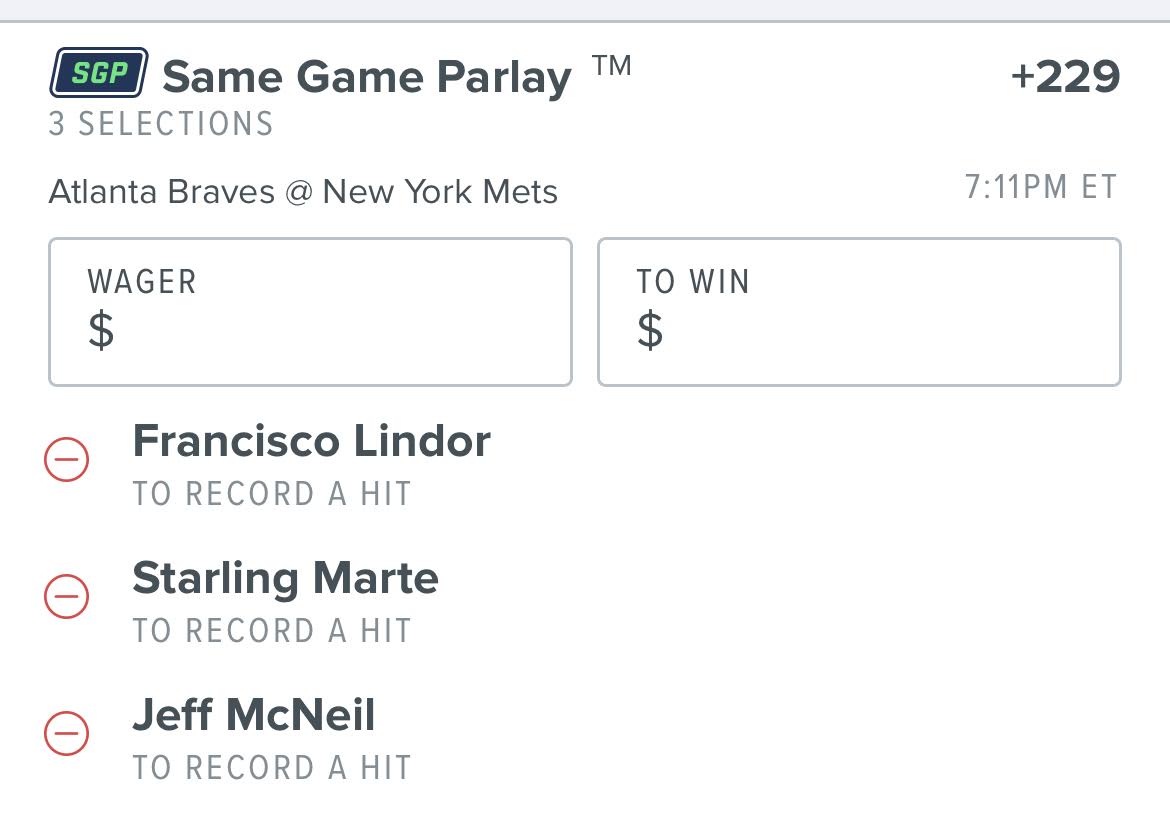 SGP Same Game Parlay ™ +229
3 SELECTIONS
Atlanta Braves @ New York Mets 7:11PM ET
WAGER TO WIN
$ $
Francisco Lindor
TO RECORD A HIT
Starling Marte
TO RECORD A HIT
Jeff McNeil
TO RECORD A HIT